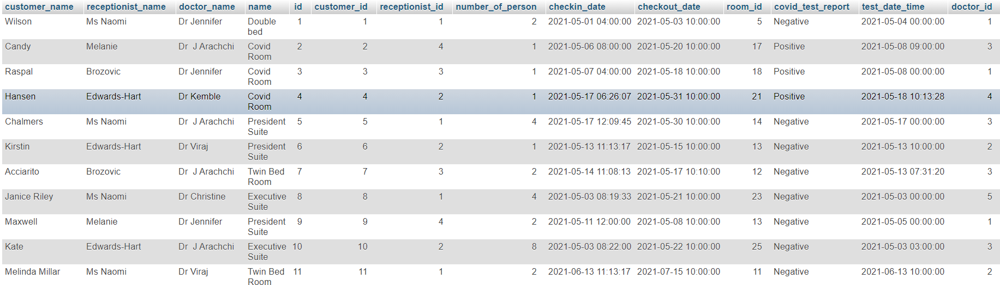 customer_name receptionist_name doctor_name name id customer_id receptionist_id number_of_person checkin_date checkout_date room_id covid_test_report test_date_time doctor_id
Wilson Ms Naomi Dr Jennifer Double 1 1 1 2 2021-05-01 04:00:00 2021-05-03 10:00:00 5 Negative 2021-05-04 00:00:00 1
bed
Candy Melanie Dr  J Arachchi Covid 2 2 4 1 2021-05-06 08:00:00 2021-05-20 10:00:00 17 Positive 2021-05-08 09:00:00 3
Room
Raspal Brozovic Dr Jennifer Covid 3 3 3 1 2021-05-07 04:00:00 2021-05-18 10:00:00 18 Positive 2021-05-08 00:00:00 1
Room
Hansen Edwards-Hart Dr Kemble Covid 4 4 2 1 2021-05-17 06:26:07 2021-05-31 10:00:00 21 Positive 2021-05-18 10:13:28 4
Room
Chalmers Ms Naomi Dr  J Arachchi President 5 5 1 4 2021-05-17 12:09:45 2021-05-30 10:00:00 14 Negative 2021-05-17 00:00:00 3
Suite
Kirstin Edwards-Hart Dr Viraj President 6 6 2 1 2021-05-13 11:13:17 2021-05-15 10:00:00 13 Negative 2021-05-13 10:00:00 2
Suite
Acciarito Brozovic Dr  J Arachchi Twin Bed 7 7 3 2 2021-05-14 11:08:13 2021-05-17 10:10:00 12 Negative 2021-05-13 07:31:20 3
Room
Janice Riley Ms Naomi Dr Christine Executive 8 8 1 4 2021-05-03 08:19:33 2021-05-21 10:00:00 23 Negative 2021-05-03 00:00:00 5
Suite
Maxwell Melanie Dr Jennifer President 9 9 4 2 2021-05-11 12:00:00 2021-05-08 10:00:00 13 Negative 2021-05-05 00:00:00 1
Suite
Kate Edwards-Hart Dr  J Arachchi Executive 10 10 2 8 2021-05-03 08:22:00 2021-05-22 10:00:00 25 Negative 2021-05-03 03:00:00 3
Suite
Melinda Millar Ms Naomi Dr Viraj Twin Bed 11 11 1 2 2021-06-13 11:13:17 2021-07-15 10:00:00 11 Negative 2021-06-13 10:00:00 2
Room